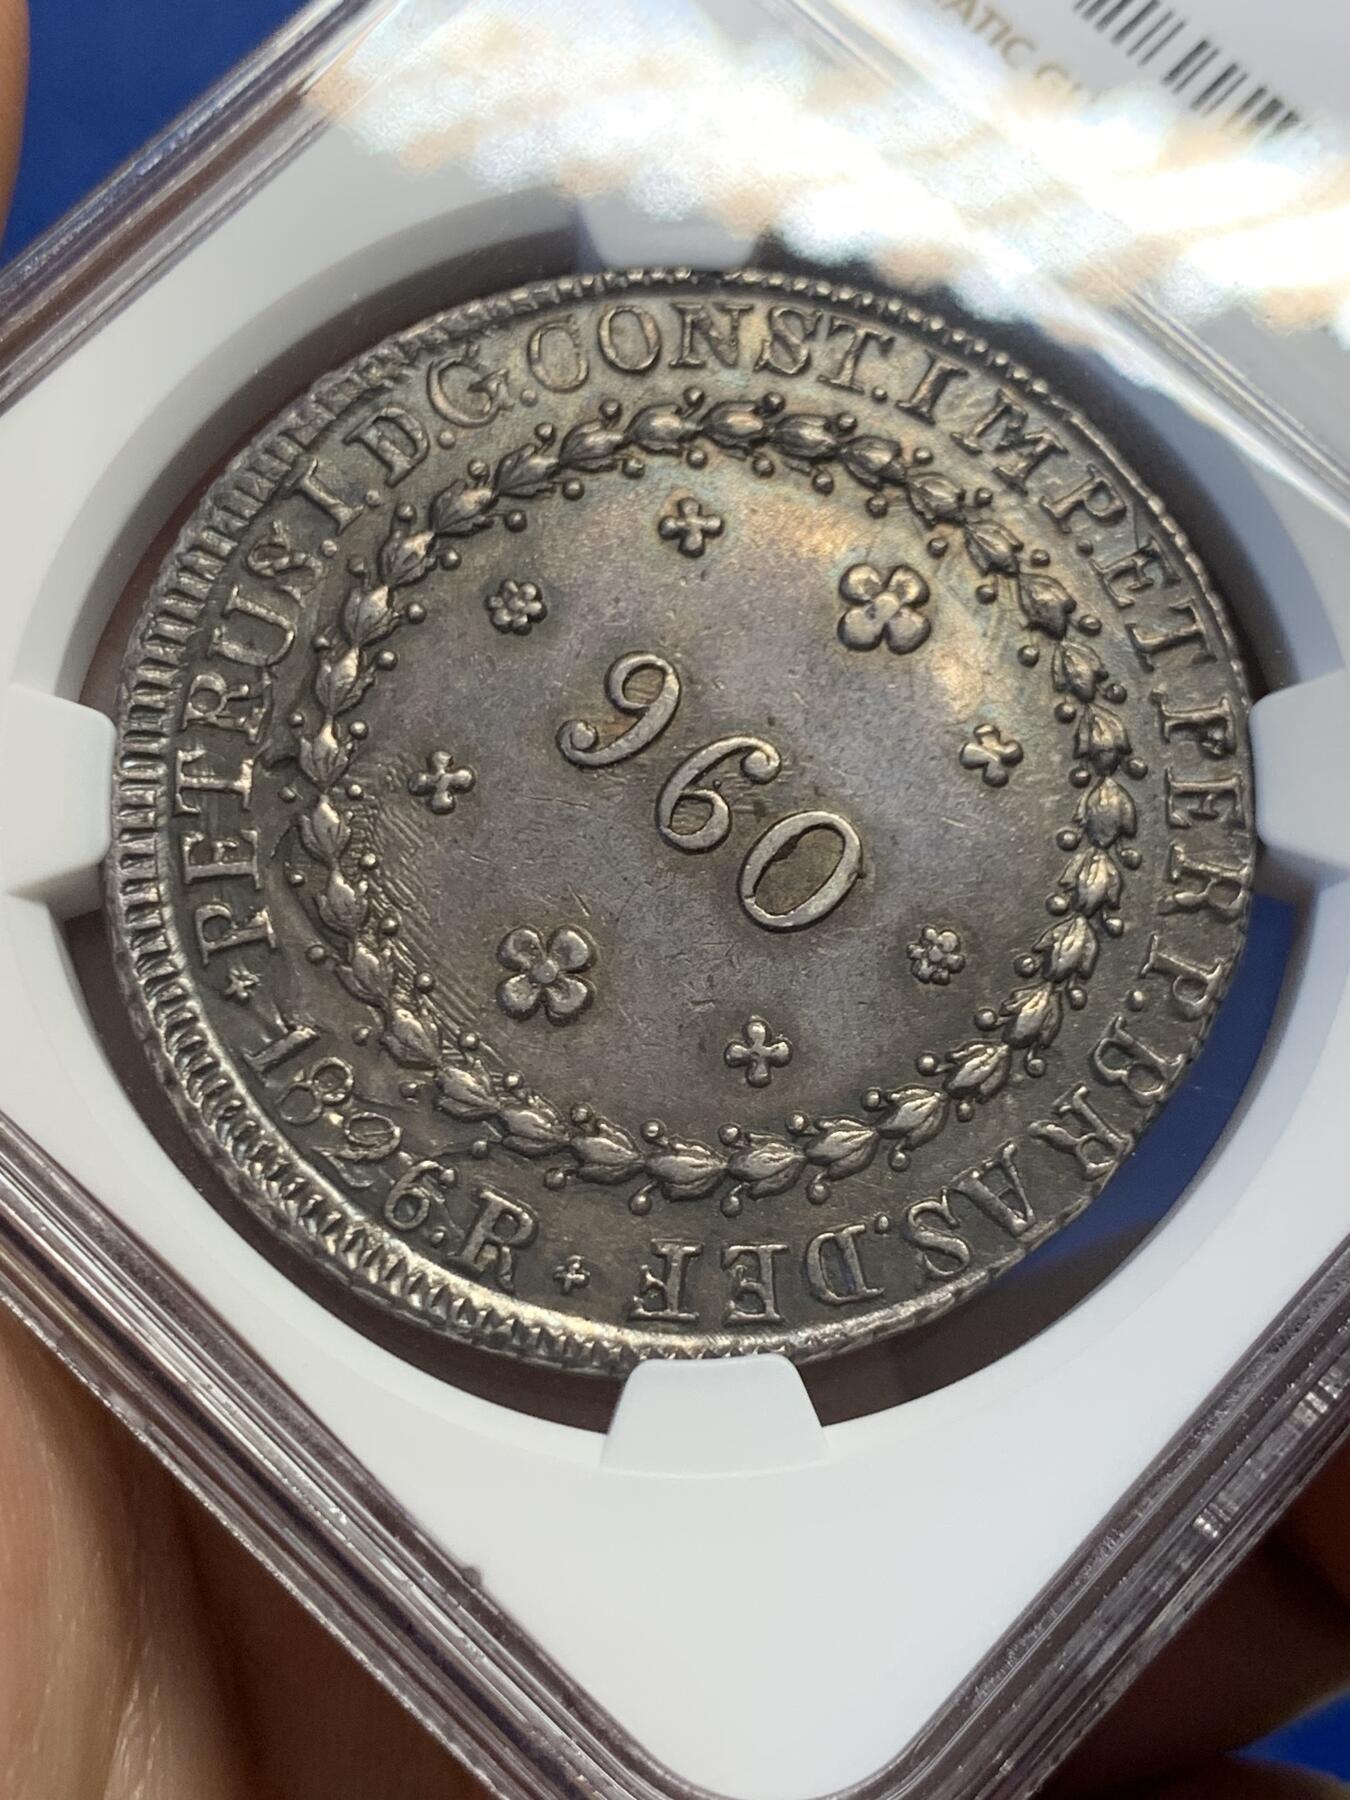 PETRUS.I.D.G.CONST.IMP.ET.PERP.BRAS.DEF
1826.R
960